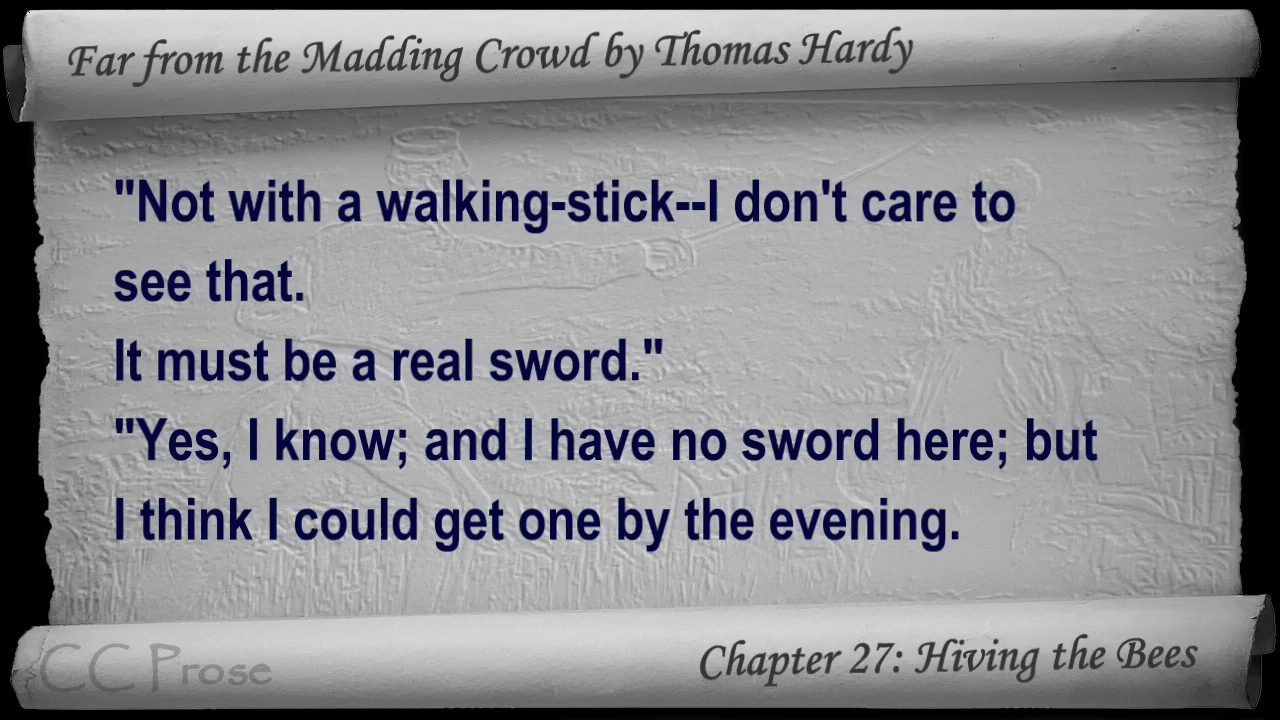 Far from the Madding Crowd by Thomas Hardy
"Not with a walking-stick--I don't care to
see that.
It must be a real sword."
"Yes, I know; and I have no sword here; but
I think I could get one by the evening.
CC Prose
Chapter 27: Hiving the Bees